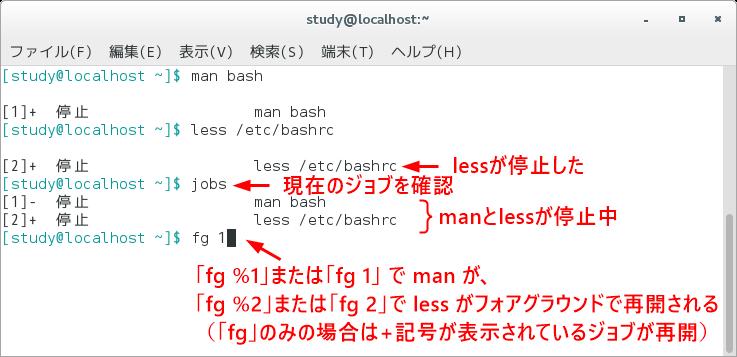 study@localhost:~
ファイル(F) 編集(E) 表示(V) 検索(S) 端末(T) ヘルプ(H)
[study@localhost ~]$ man bash
[1]+ 停止 man bash
[study@localhost ~]$ less /etc/bashrc
[2]+ 停止 less /etc/bashrc lessが停止した
[study@localhost ~]$ jobs 現在のジョブを確認
[1]- 停止 man bash
[2]+ 停止 less /etc/bashrc
manとlessが停止中
[study@localhost ~]$ fg 1
「fg %1」または「fg 1」 で man が、
「fg %2」または「fg 2」で less がフォアグラウンドで再開される
（「fg」のみの場合は+記号が表示されているジョブが再開）